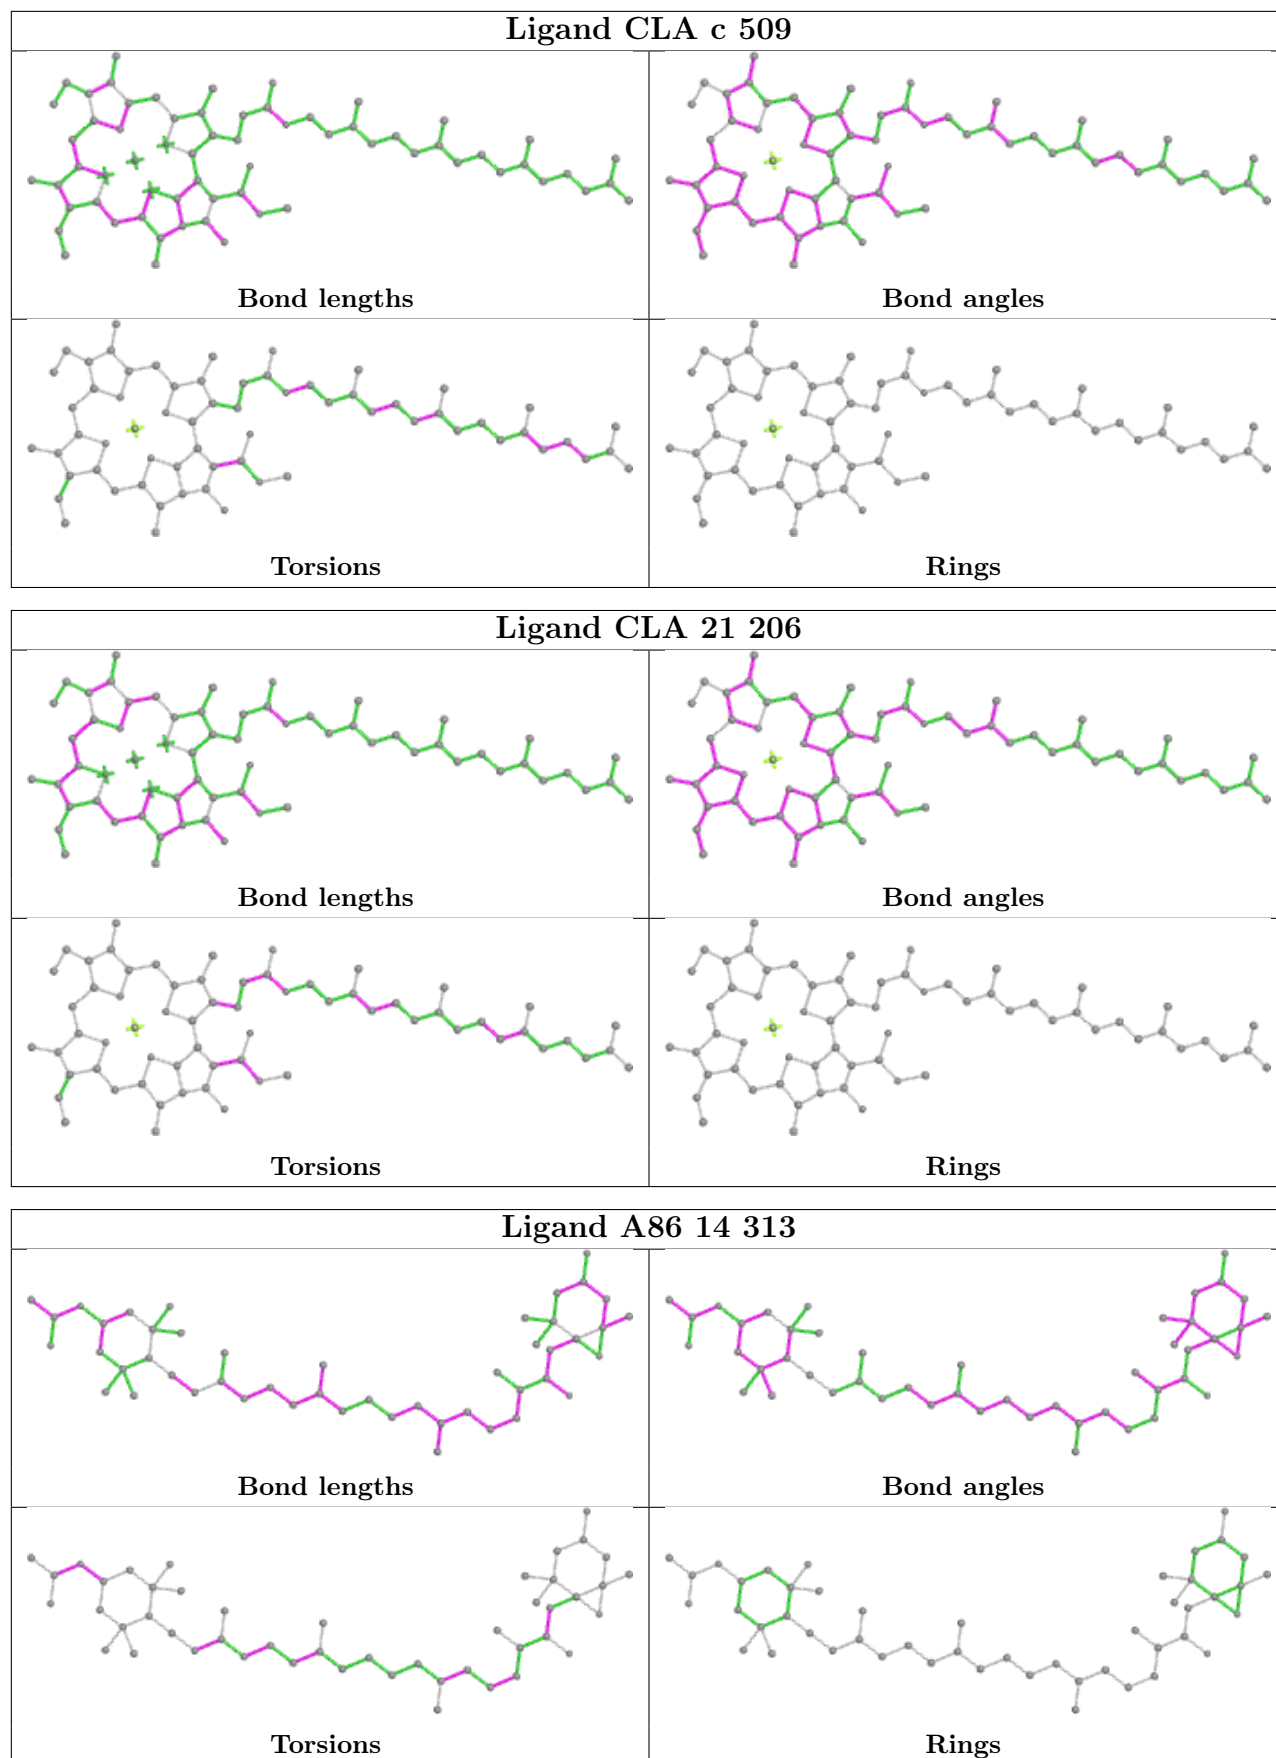 Ligand CLA c 509
Bond lengths
Bond angles
Torsions
Rings
Ligand CLA 21 206
Bond lengths
Bond angles
Torsions
Rings
Ligand A86 14 313
Bond lengths
Bond angles
Torsions
Rings